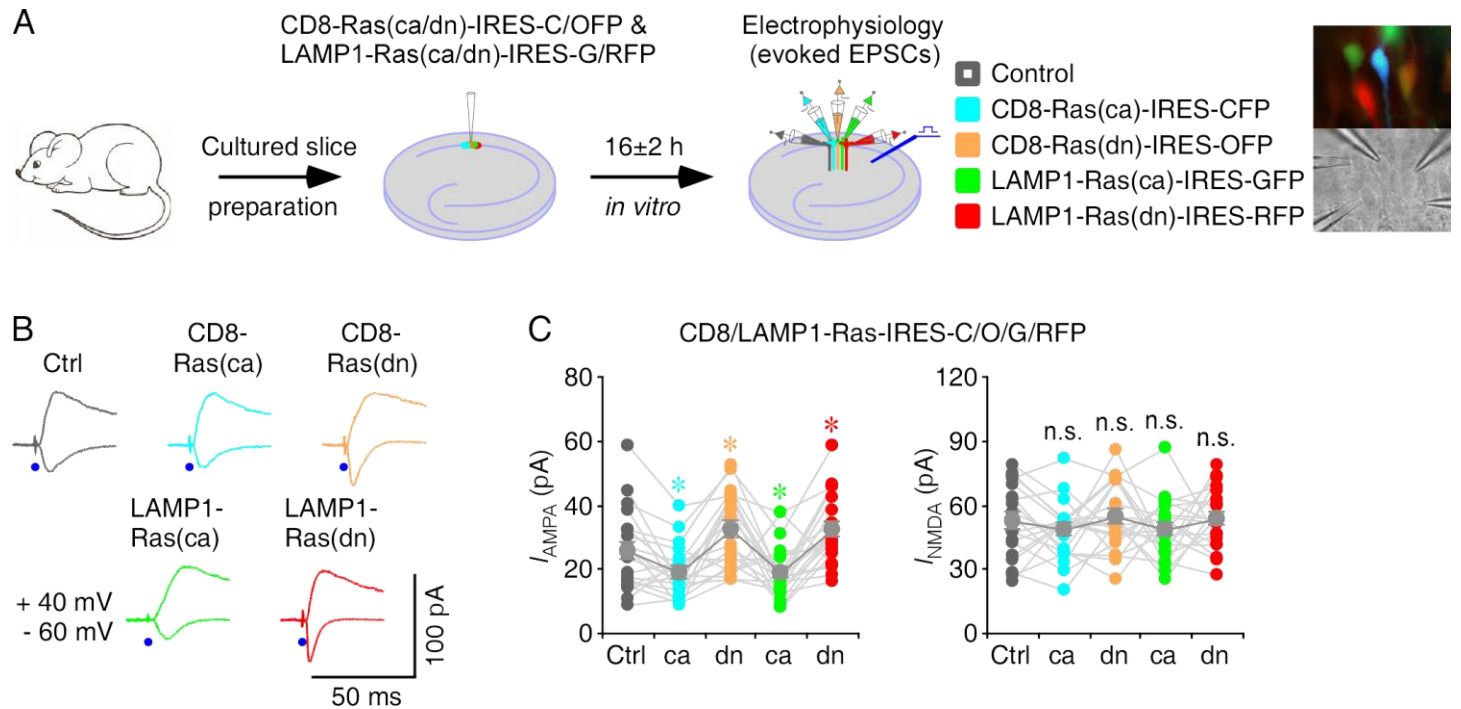 A
CD8-Ras(ca/dn)-IRES-C/OFP &
LAMP1-Ras(ca/dn)-IRES-G/RFP
Electrophysiology
(evoked EPSCs)
Cultured slice
preparation
16±2 h
in vitro
Control
CD8-Ras(ca)-IRES-CFP
CD8-Ras(dn)-IRES-OFP
LAMP1-Ras(ca)-IRES-GFP
LAMP1-Ras(dn)-IRES-RFP
B
Ctrl
CD8-
Ras(ca)
CD8-
Ras(dn)
LAMP1-
Ras(ca)
LAMP1-
Ras(dn)
+ 40 mV
- 60 mV
100 pA
50 ms
C
CD8/LAMP1-Ras-IRES-C/O/G/RFP
IAMPA (pA)
80
60
40
20
0
* * * *
Ctrl ca dn ca dn
INMDA (pA)
120
90
60
30
0
n.s. n.s. n.s. n.s.
Ctrl ca dn ca dn